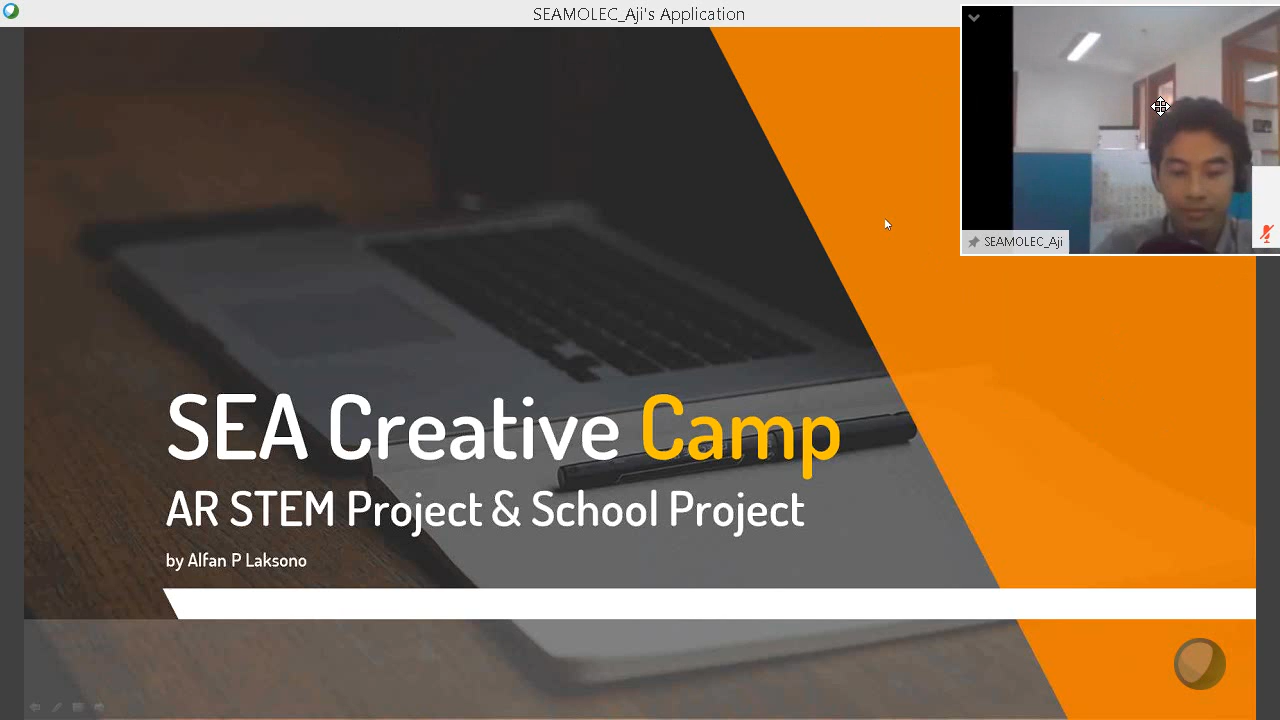 SEAMOLEC_Aji's Application
SEAMOLEC_Aji
SEA Creative Camp
AR STEM Project & School Project
by Alfan P Laksono